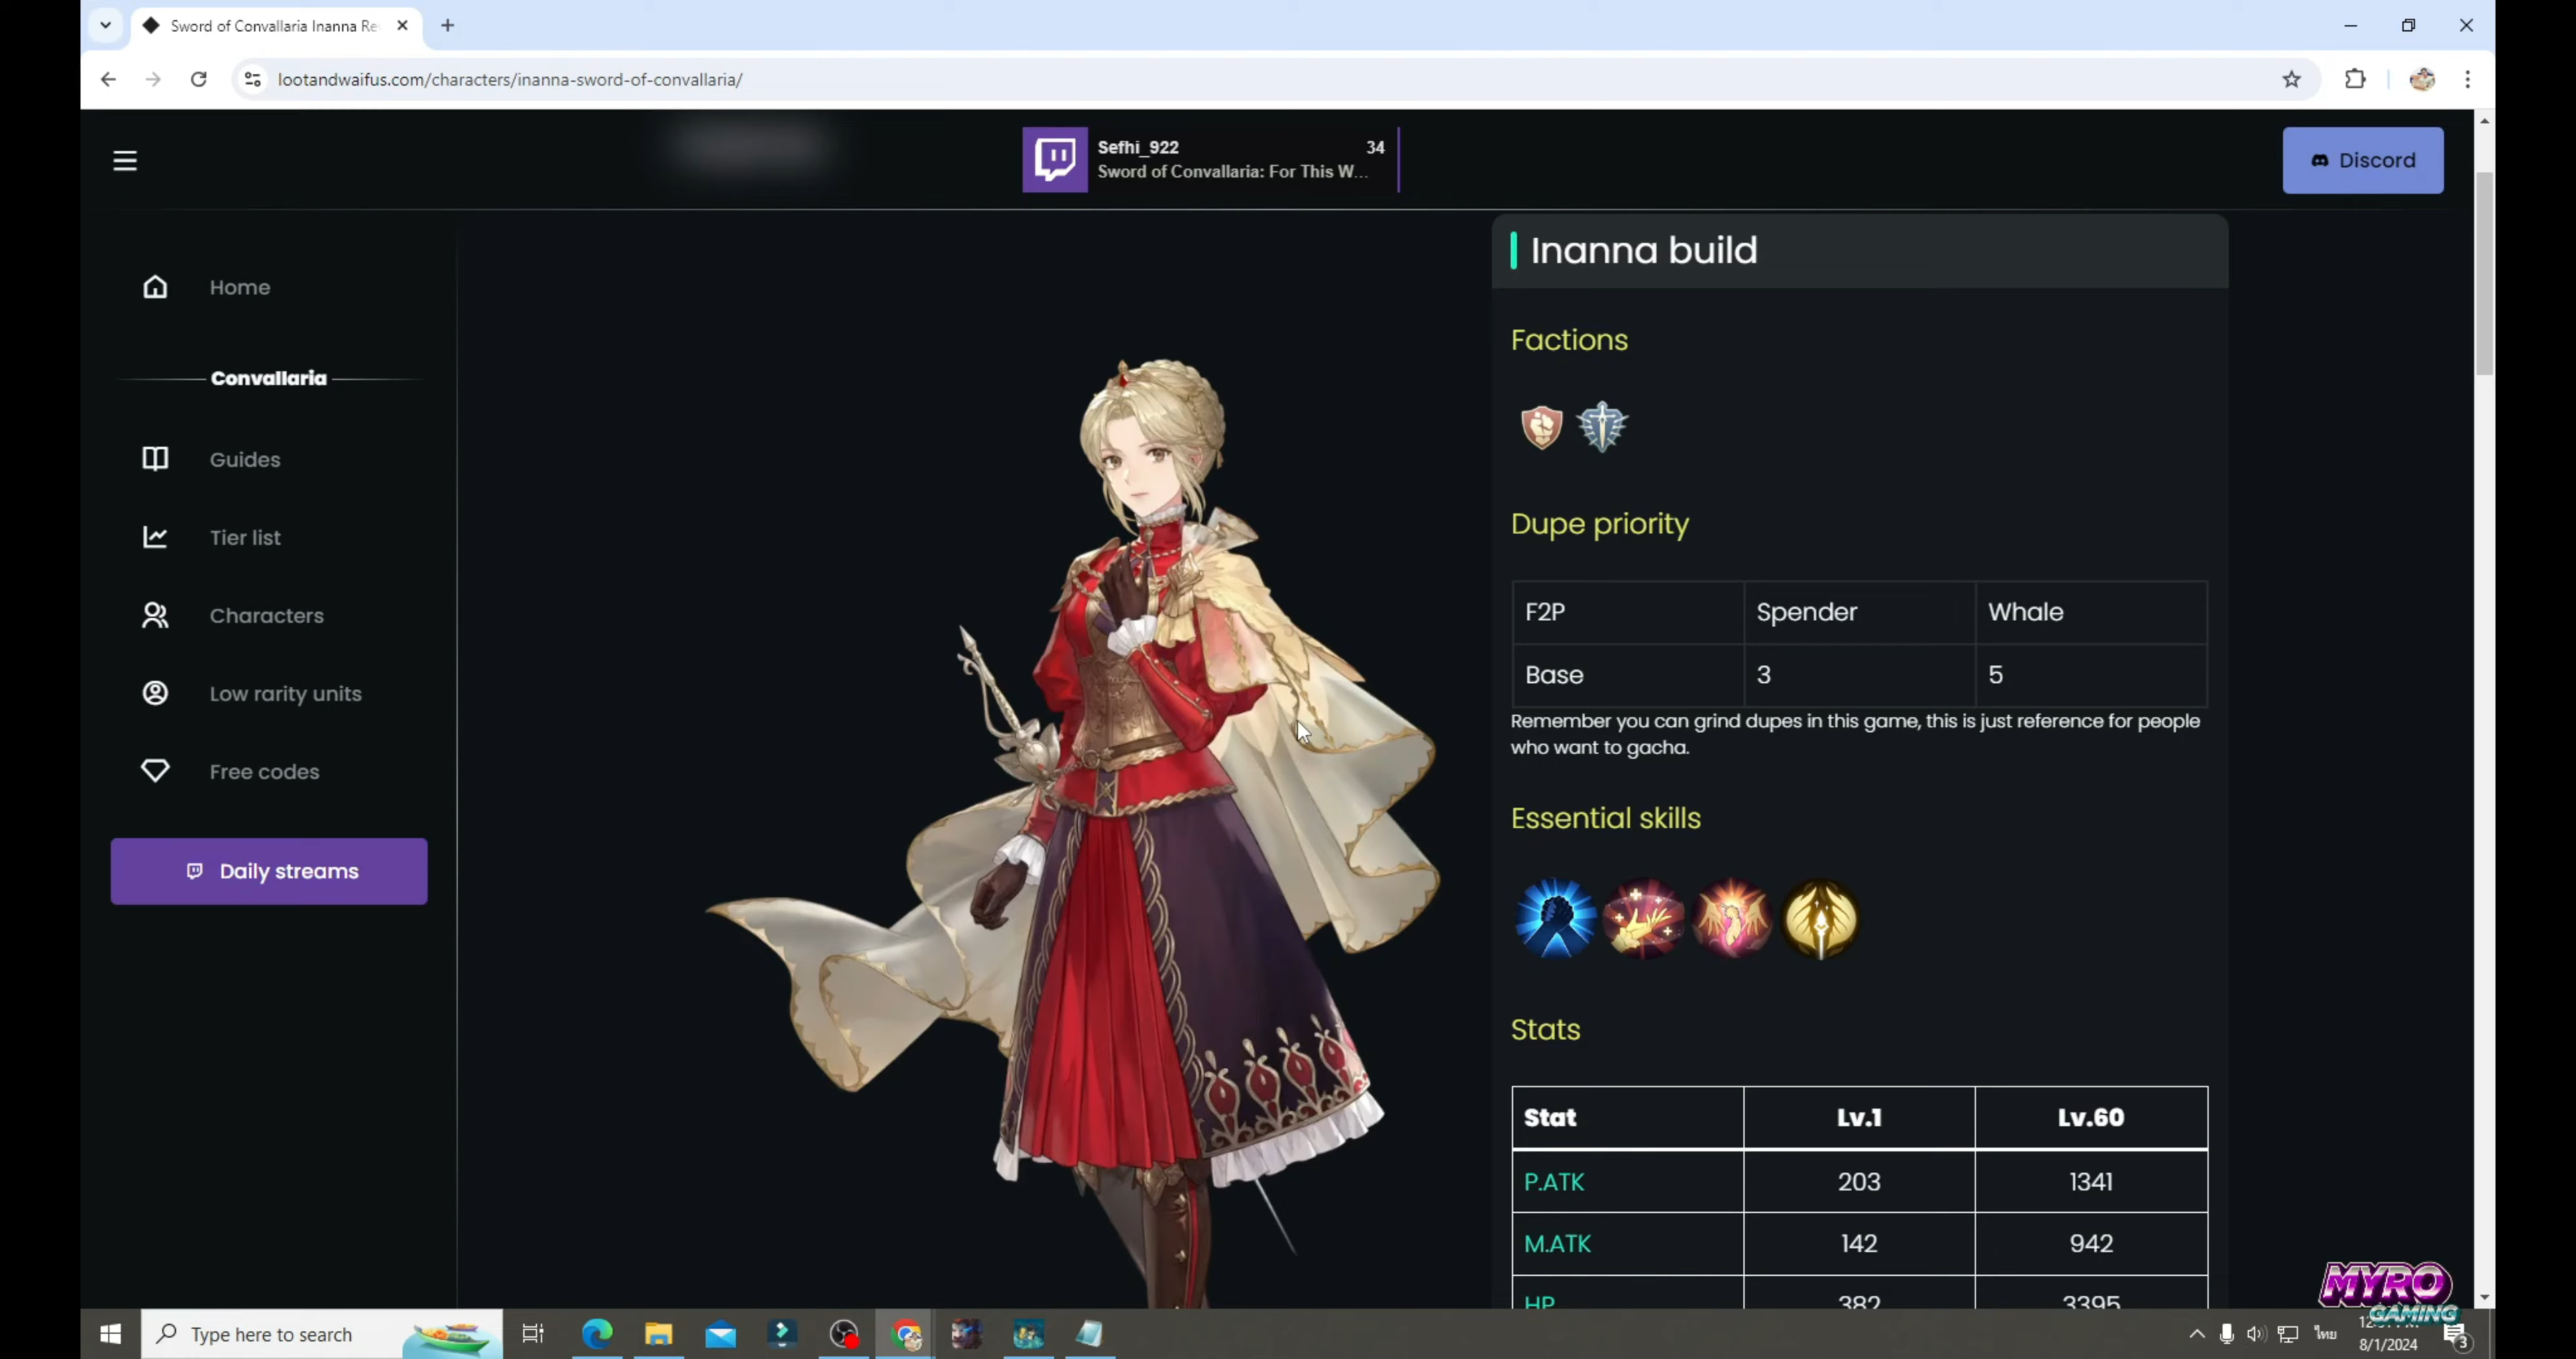 Sword of Convallaria Inanna Re
lootandwaifus.com/characters/inanna-sword-of-convallaria/
Sefhi_922
34
Sword of Convallaria: For This W...
Discord
Home
Convallaria
Guides
Tier list
Characters
Low rarity units
Free codes
Daily streams
Inanna build
Factions
Dupe priority
F2P Spender Whale
Base 3 5
Remember you can grind dupes in this game, this is just reference for people
who want to gacha.
Essential skills
Stats
Stat Lv.1 Lv.60
P.ATK 203 1341
M.ATK 142 942
HP 382 3395
MYRO
GAMING
Type here to search
ไทย
8/1/2024
3